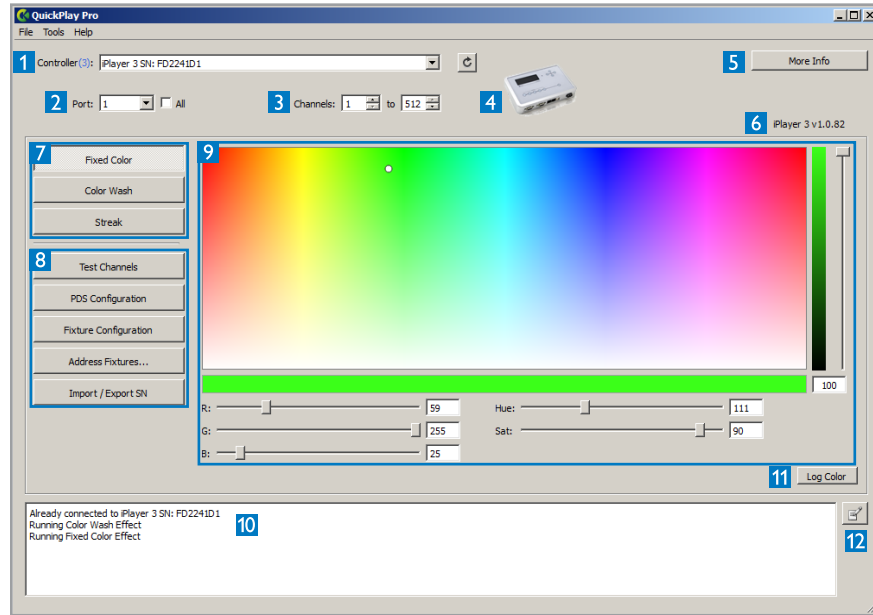 QuickPlay Pro
File Tools Help
1 Controller(3): iPlayer 3 SN: FD2241D1
5 More Info
2 Port: 1 All
3 Channels: 1 to 512
4
6 iPlayer 3 v1.0.82
7
Fixed Color
Color Wash
Streak
8
Test Channels
PDS Configuration
Fixture Configuration
Address Fixtures...
Import / Export SN
9
100
R: 59 Hue: 111
G: 255 Sat: 90
B: 25
11 Log Color
Already connected to iPlayer 3 SN: FD2241D1
Running Color Wash Effect
Running Fixed Color Effect
10
12